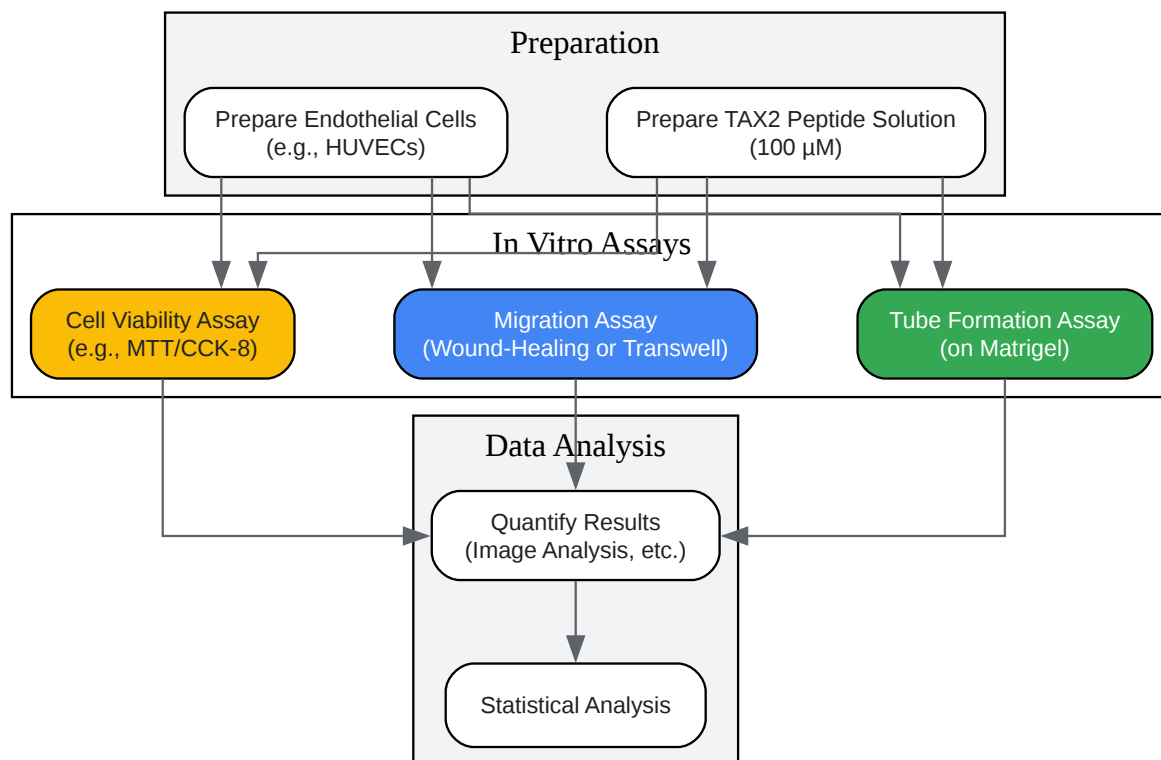 Preparation
Prepare Endothelial Cells
(e.g., HUVECs)
Prepare TAX2 Peptide Solution
(100 µM)
In Vitro Assays
Cell Viability Assay
(e.g., MTT/CCK-8)
Migration Assay
(Wound-Healing or Transwell)
Tube Formation Assay
(on Matrigel)
Data Analysis
Quantify Results
(Image Analysis, etc.)
Statistical Analysis